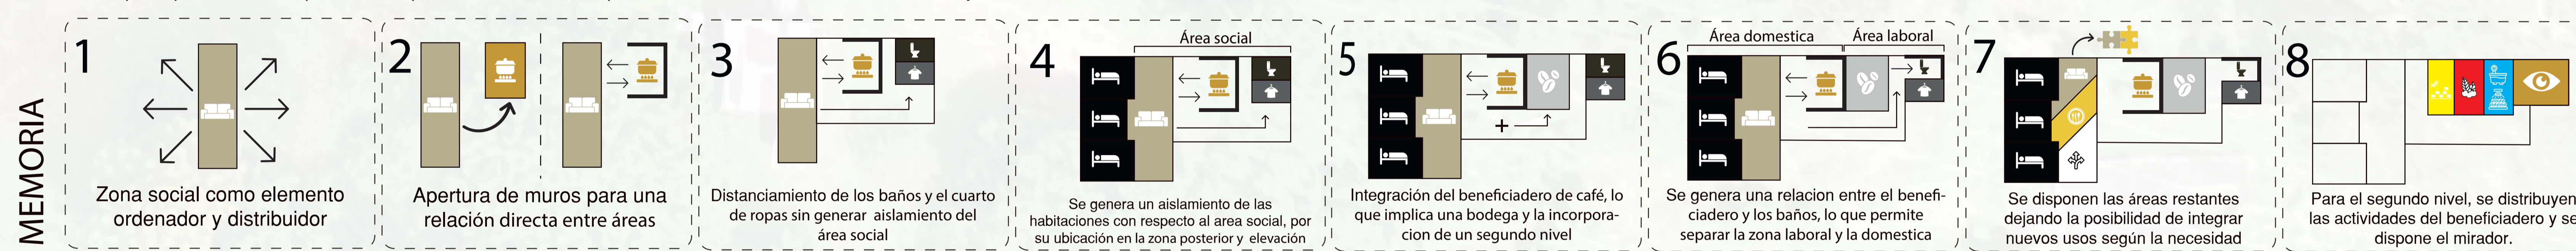 MEMORIA
1
Zona social como elemento
ordenador y distribuidor
2
Apertura de muros para una
relación directa entre áreas
3
Distanciamiento de los baños y el cuarto
de ropas sin generar aislamiento del
área social
4
Área social
Se genera un aislamiento de las
habitaciones con respecto al area social, por
su ubicación en la zona posterior y elevación
5
+
Integración del beneficiadero de café, lo
que implica una bodega y la incorpora-
cion de un segundo nivel
6
Área domestica
Área laboral
Se genera una relacion entre el benefi-
ciadero y los baños, lo que permite
separar la zona laboral y la domestica
7
Se disponen las áreas restantes
dejando la posibilidad de integrar
nuevos usos según la necesidad
8
Para el segundo nivel, se distribuyen
las actividades del beneficiadero y se
dispone el mirador.